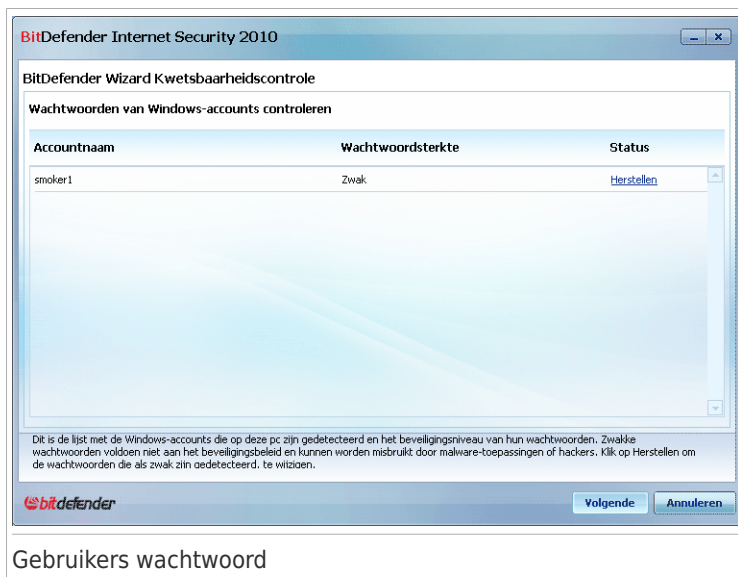 BitDefender Internet Security 2010
BitDefender Wizard Kwetsbaarheidscontrole
Wachtwoorden van Windows-accounts controleren
Accountnaam Wachtwoordsterkte Status
smoker1 Zwak Herstellen
Dit is de lijst met de Windows-accounts die op deze pc zijn gedetecteerd en het beveiligingsniveau van hun wachtwoorden. Zwakke
wachtwoorden voldoen niet aan het beveiligingsbeleid en kunnen worden misbruikt door malware-toepassingen of hackers. Klik op Herstellen om
de wachtwoorden die als zwak zijn gedetecteerd, te wijzigen.
bitdefender Volgende Annuleren
Gebruikers wachtwoord